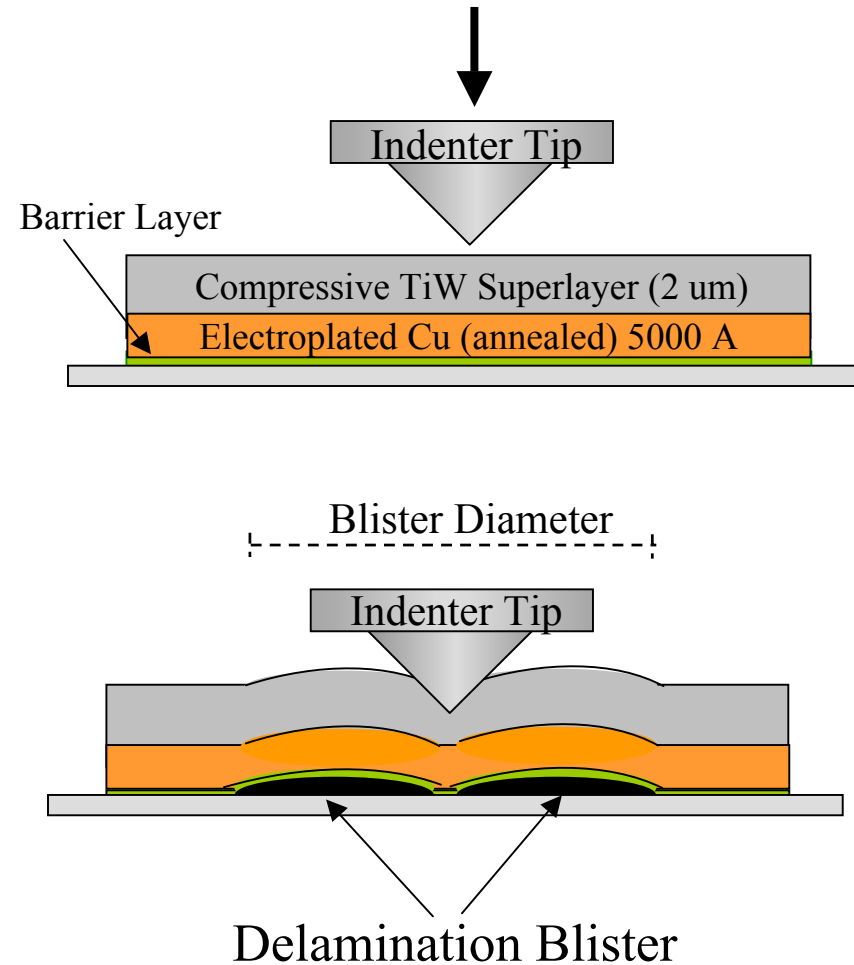 Indenter Tip
Barrier Layer
Compressive TiW Superlayer (2 um)
Electroplated Cu (annealed) 5000 A
Blister Diameter
Indenter Tip
Delamination Blister